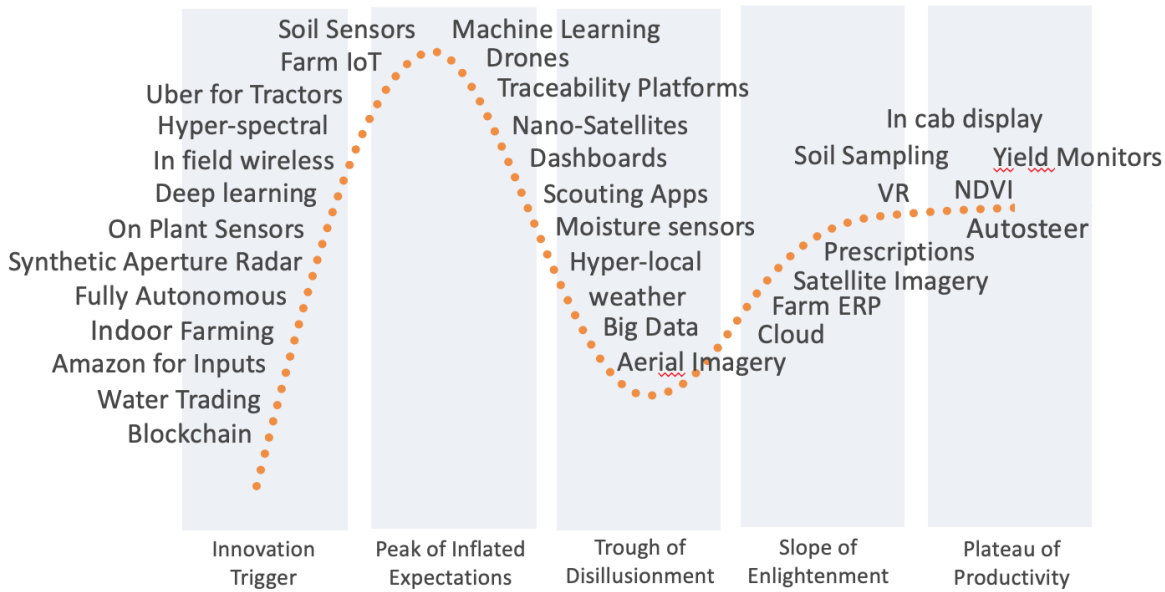 Soil Sensors
Machine Learning
Farm IoT
Drones
Uber for Tractors
Traceability Platforms
Hyper-spectral
Nano-Satellites
In cab display
In field wireless
Dashboards
Soil Sampling
Yield Monitors
Deep learning
Scouting Apps
VR
NDVI
On Plant Sensors
Moisture sensors
Autosteer
Synthetic Aperture Radar
Hyper-local
weather
Prescriptions
Fully Autonomous
Satellite Imagery
Indoor Farming
Big Data
Farm ERP
Cloud
Amazon for Inputs
Aerial Imagery
Water Trading
Blockchain
Innovation
Trigger
Peak of Inflated
Expectations
Trough of
Disillusionment
Slope of
Enlightenment
Plateau of
Productivity